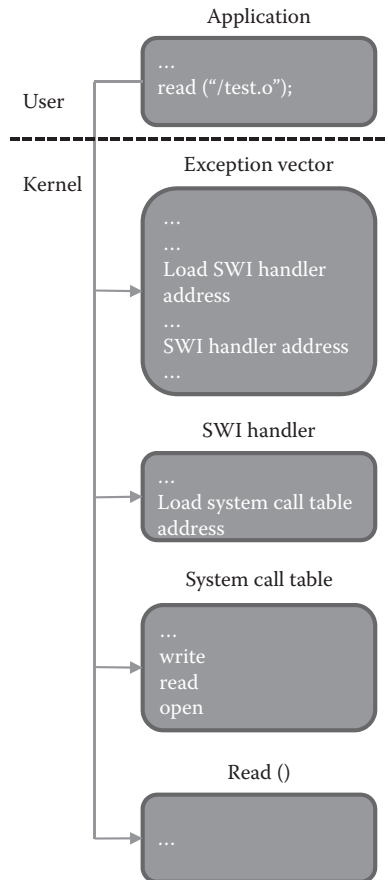 Application
...
read (“/test.o”);
User
Kernel
Exception vector
...
...
Load SWI handler
address
...
SWI handler address
...
SWI handler
...
Load system call table
address
System call table
...
write
read
open
Read ()
...